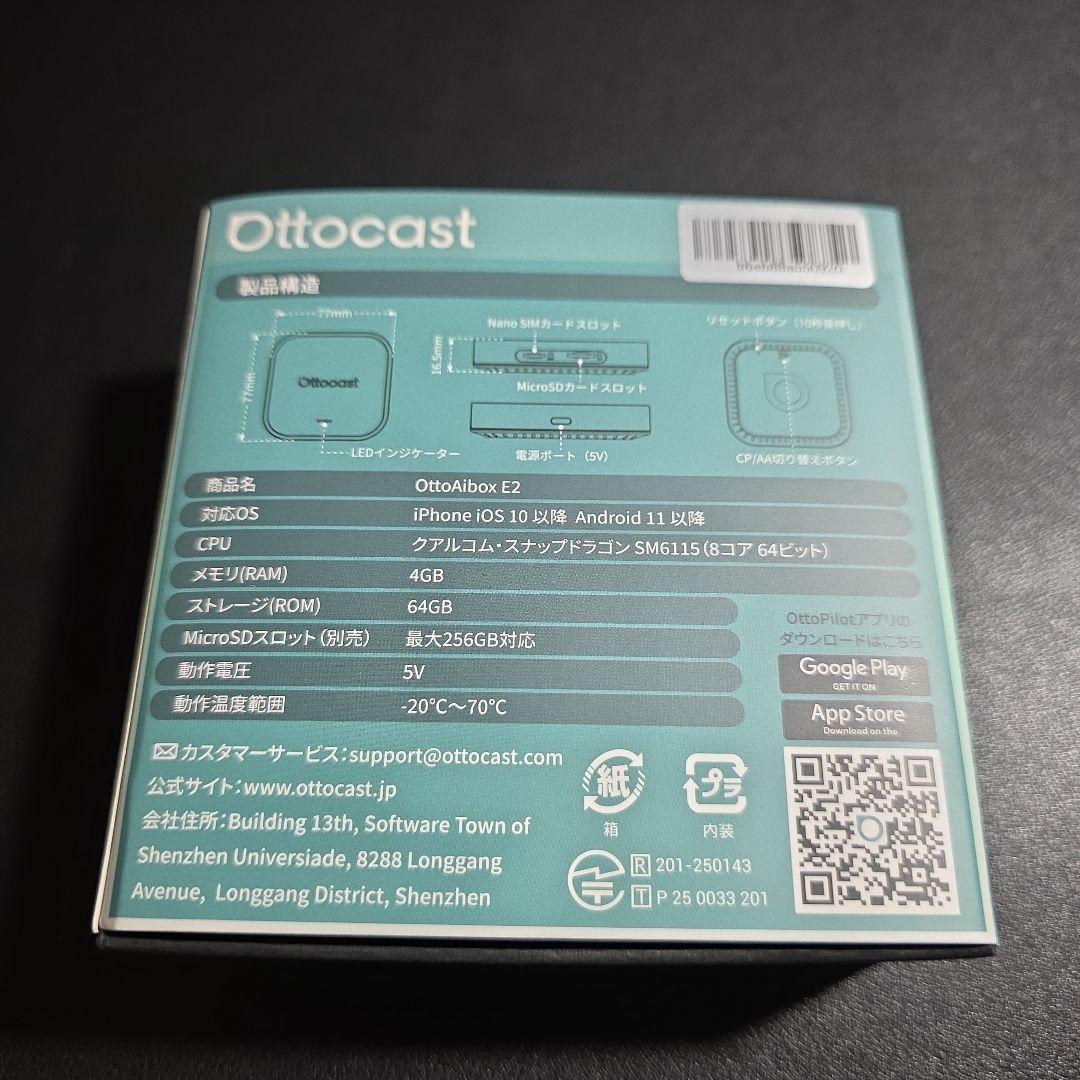 Ottocast
製品構造
77mm
77mm
Ottocast
LEDインジケーター
16.5mm
Nano SIMカードスロット
MicroSDカードスロット
電源ポート（5V）
リセットボタン（10秒長押し）
CP/AA切り替えボタン
商品名 OttoAibox E2
対応OS iPhone iOS 10 以降 Android 11 以降
CPU クアルコム・スナップドラゴン SM6115（8コア 64ビット）
メモリ(RAM) 4GB
ストレージ(ROM) 64GB
MicroSDスロット（別売） 最大256GB対応
動作電圧 5V
動作温度範囲 -20℃～70℃
OttoPilotアプリの
ダウンロードはこちら
Google Play
GET IT ON
App Store
Download on the
カスタマーサービス：support@ottocast.com
公式サイト：www.ottocast.jp
会社住所：Building 13th, Software Town of
Shenzhen Universiade, 8288 Longgang
Avenue, Longgang District, Shenzhen
紙
箱
プラ
内装
R 201-250143
T P 25 0033 201